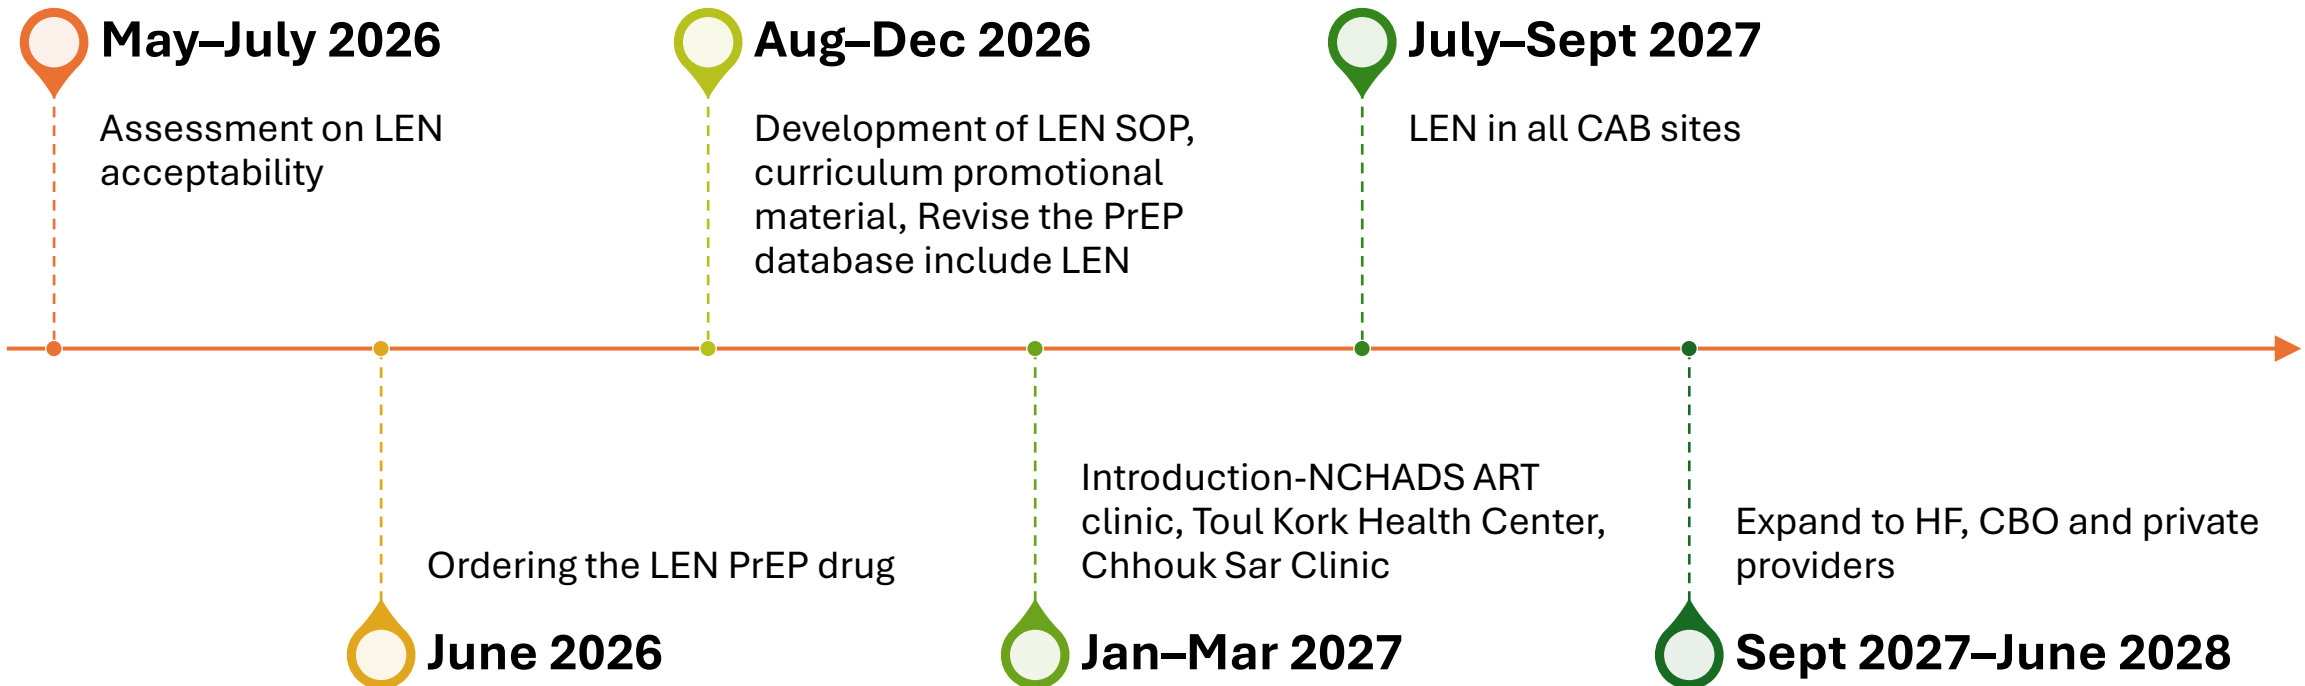 May–July 2026
Assessment on LEN
acceptability
Ordering the LEN PrEP drug
June 2026
Aug–Dec 2026
Development of LEN SOP,
curriculum promotional
material, Revise the PrEP
database include LEN
Introduction-NCHADS ART
clinic, Toul Kork Health Center,
Chhouk Sar Clinic
Jan–Mar 2027
July–Sept 2027
LEN in all CAB sites
Expand to HF, CBO and private
providers
Sept 2027–June 2028